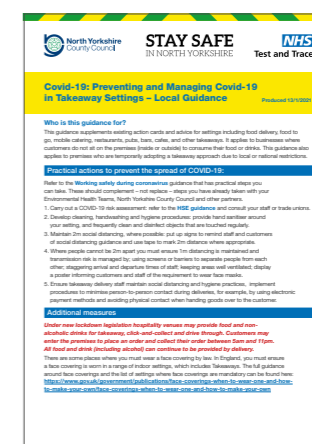 North Yorkshire
County Council
STAY SAFE
IN NORTH YORKSHIRE
NHS
Test and Trace
Covid-19: Preventing and Managing Covid-19
in Takeaway Settings – Local Guidance
Produced 12/1/2021
Who is this guidance for?
This guidance supplements existing action cards and advice for settings including food delivery, food to
go, mobile catering, restaurants, pubs, bars, cafes, and other takeaways. It applies to businesses where
customers do not sit on the premises (inside or outside) to consume their food or drinks. This guidance also
applies to premises who are temporarily adopting a takeaway approach due to local or national restrictions.
Practical actions to prevent the spread of COVID-19:
Refer to the Working safely during coronavirus guidance that has practical steps you
can take. These should complement – not replace – steps you have already taken with your
Environmental Health Teams, North Yorkshire County Council and other partners.
1. Carry out a COVID-19 risk assessment: refer to the HSE guidance and consult your staff or trade unions.
2. Develop cleaning, handwashing and hygiene procedures: provide hand sanitiser around
your setting, and frequently clean and disinfect objects that are touched regularly.
3. Maintain 2m social distancing, where possible: put up signs to remind staff and customers
of social distancing guidance and use tape to mark 2m distance where appropriate.
4. Where people cannot be 2m apart you must ensure 1m distancing is maintained and
transmission risk is managed by; using screens or barriers to separate people from each
other; staggering arrival and departure times of staff; keeping areas well ventilated; display
a poster informing customers and staff of the requirement to wear face masks.
5. Ensure takeaway delivery staff maintain social distancing and hygiene practices, implement
procedures to minimise person-to-person contact during deliveries, for example, by using electronic
payment methods and avoiding physical contact when handing goods over to the customer.
Additional measures
Under new lockdown legislation hospitality venues may provide food and non-
alcoholic drinks for takeaway, click-and-collect and drive through. Customers may
enter the premises to place an order and collect their order between 5am and 11pm.
All food and drink (including alcohol) can continue to be provided by delivery.
There are some places where you must wear a face covering by law. In England, you must ensure
a face covering is worn in a range of indoor settings, which includes Takeaways. The full guidance
around face coverings and the list of settings where face coverings are mandatory can be found here:
https://www.gov.uk/government/publications/face-coverings-when-to-wear-one-and-how-
to-make-your-own/face-coverings-when-to-wear-one-and-how-to-make-your-own